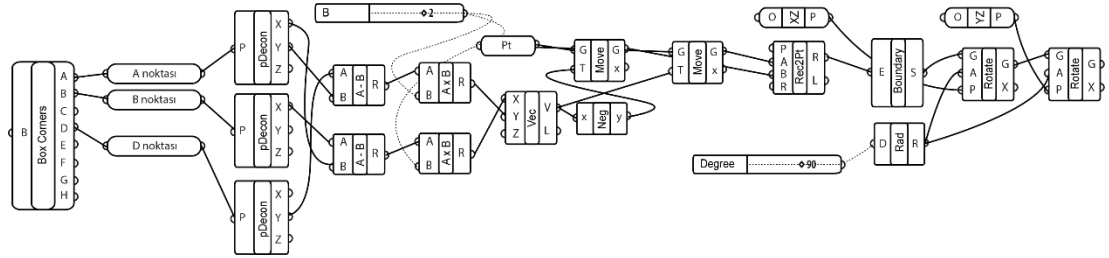 B Box Corners A B C D E F G H
A noktası
B noktası
D noktası
P pDecon X Y Z
P pDecon X Y Z
P pDecon X Y Z
B 2
A B A - B R
A B A - B R
A B A x B R
A B A x B R
Pt
X Y Z Vec V L
G T Move G x
x Neg y
G T Move G x
P A B R Rec2Pt R L
O XZ P
E Boundary S
Degree 90
D Rad R
G A P Rotate G X
O YZ P
G A P Rotate G X